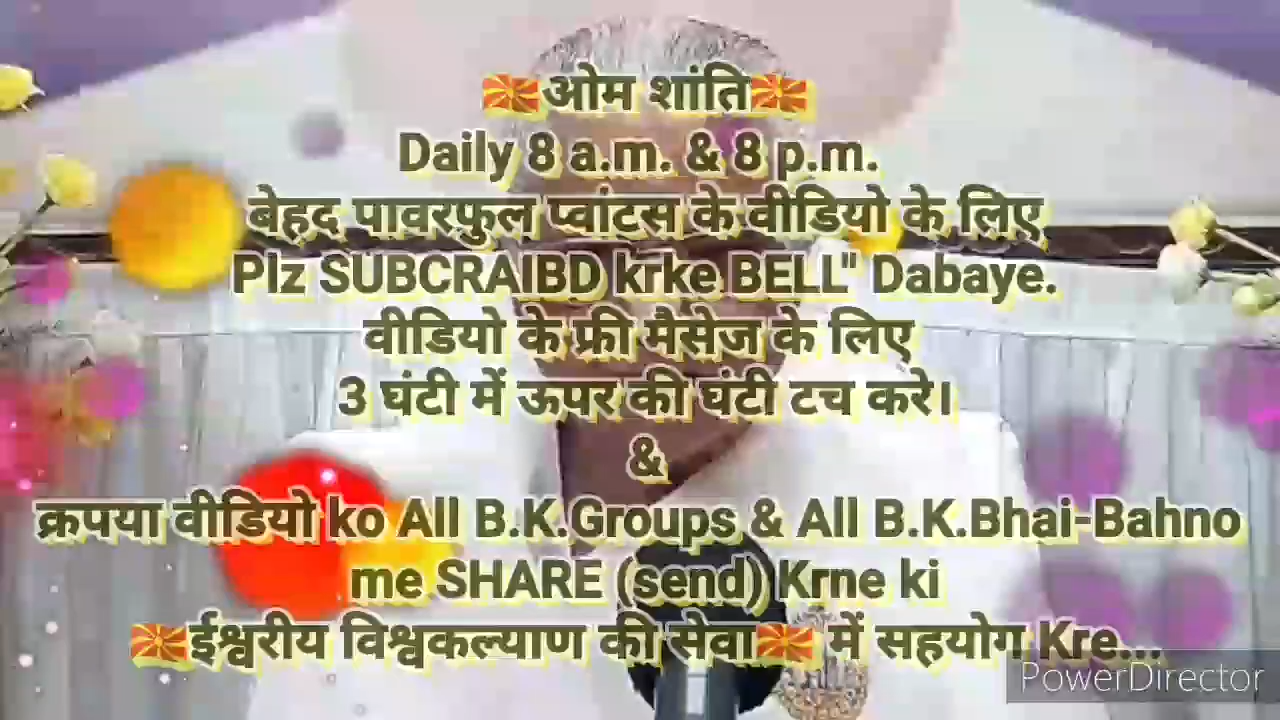 🇲🇰ओम शांति🇲🇰
Daily 8 a.m. & 8 p.m.
बेहद पावरफुल प्वांटस के वीडियो के लिए
Plz SUBCRAIBD krke BELL" Dabaye.
वीडियो के फ्री मैसेज के लिए
3 घंटी में ऊपर की घंटी टच करे।
&
क्रपया वीडियो ko All B.K.Groups & All B.K.Bhai-Bahno
me SHARE (send) Krne ki
🇲🇰ईश्वरीय विश्वकल्याण की सेवा🇲🇰 में सहयोग Kre...
PowerDirector